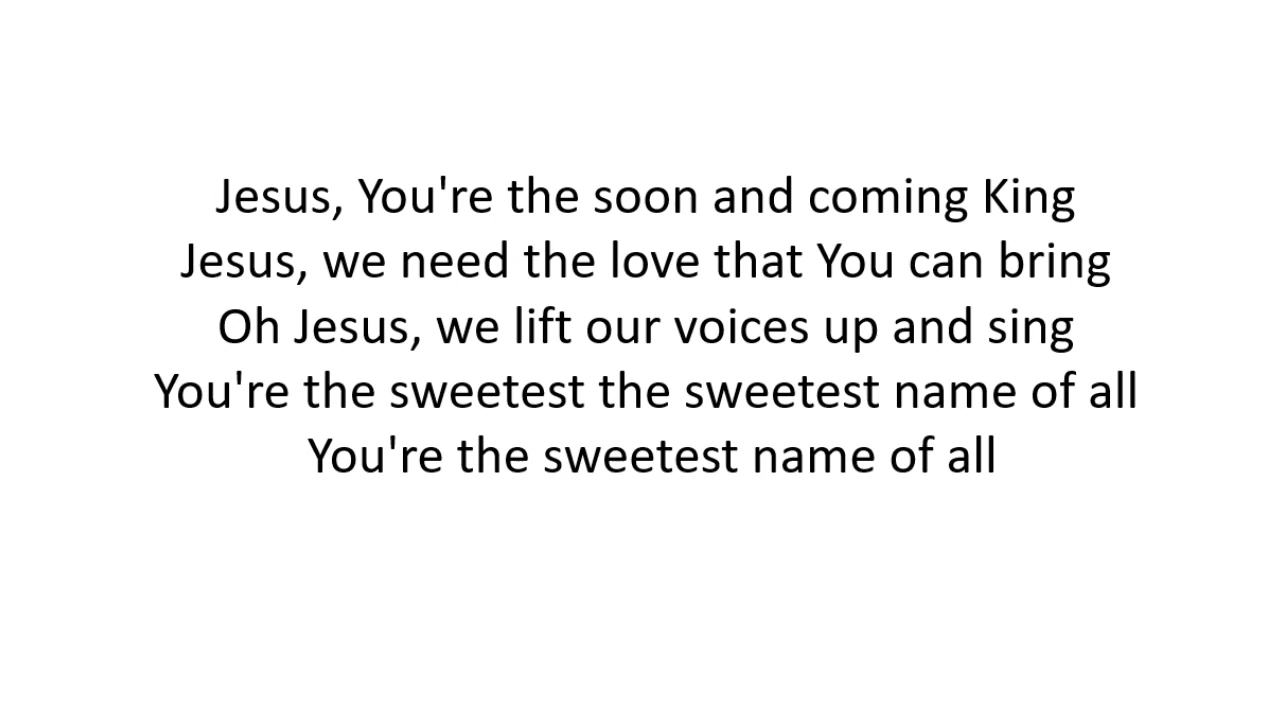 Jesus, You're the soon and coming King
Jesus, we need the love that You can bring
Oh Jesus, we lift our voices up and sing
You're the sweetest the sweetest name of all
You're the sweetest name of all